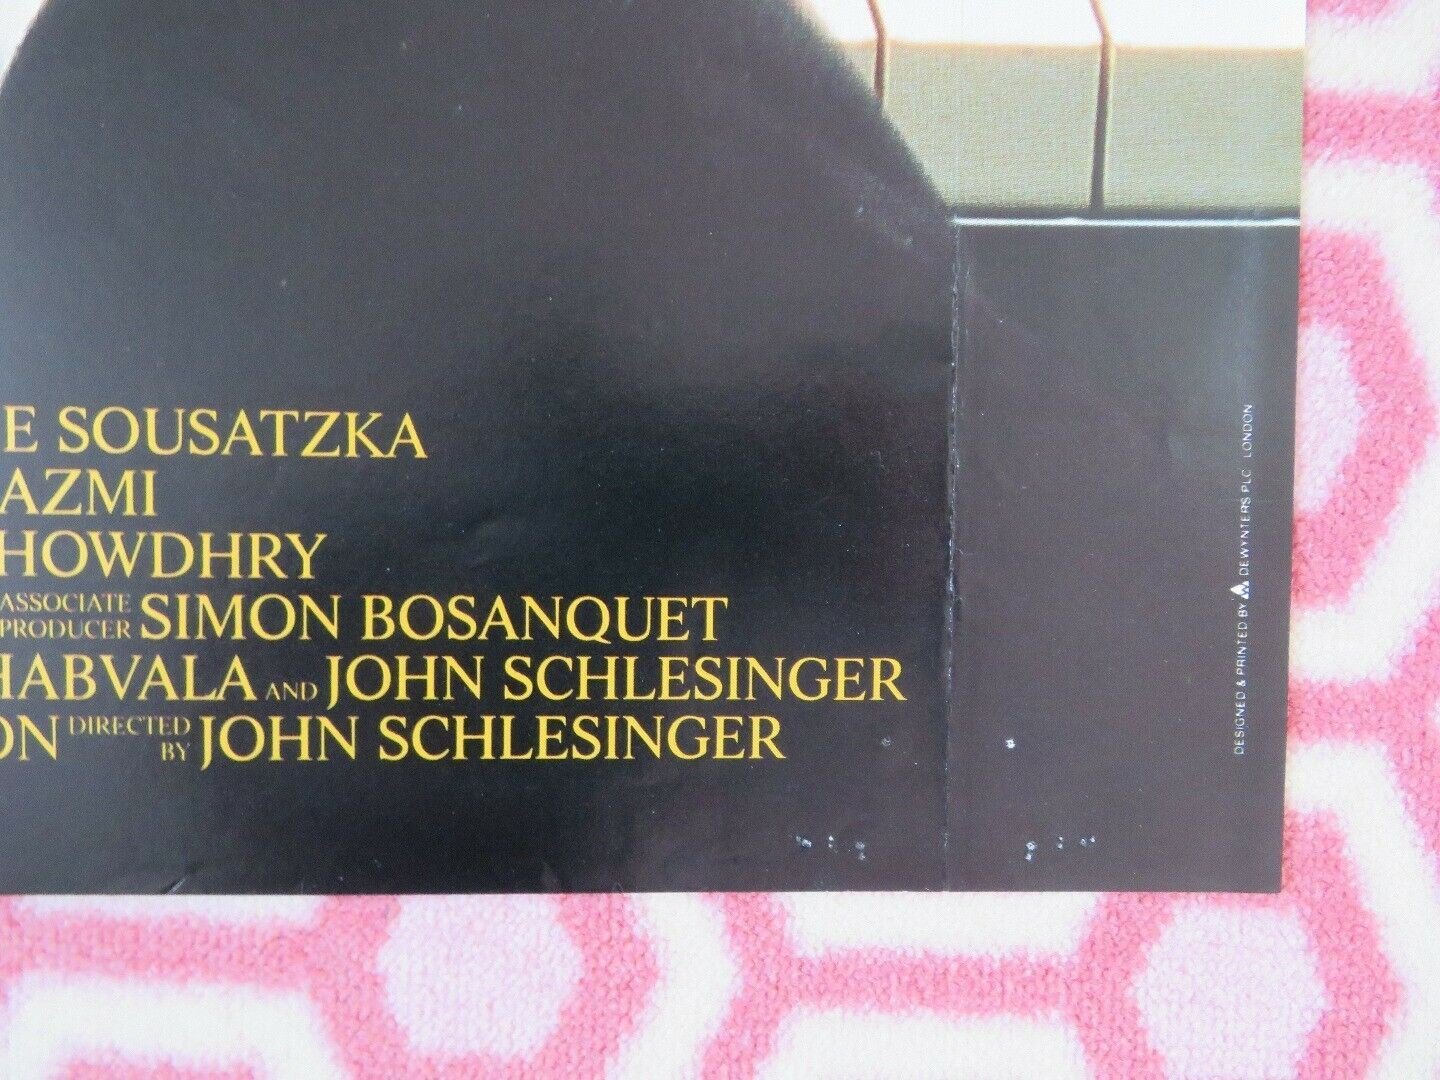 E SOUSATZKA
AZMI
HOWDHRY
ASSOCIATE PRODUCER SIMON BOSANQUET
HABVALA AND JOHN SCHLESINGER
ON DIRECTED BY JOHN SCHLESINGER
DESIGNED & PRINTED BY DEWYNTERS PLC LONDON